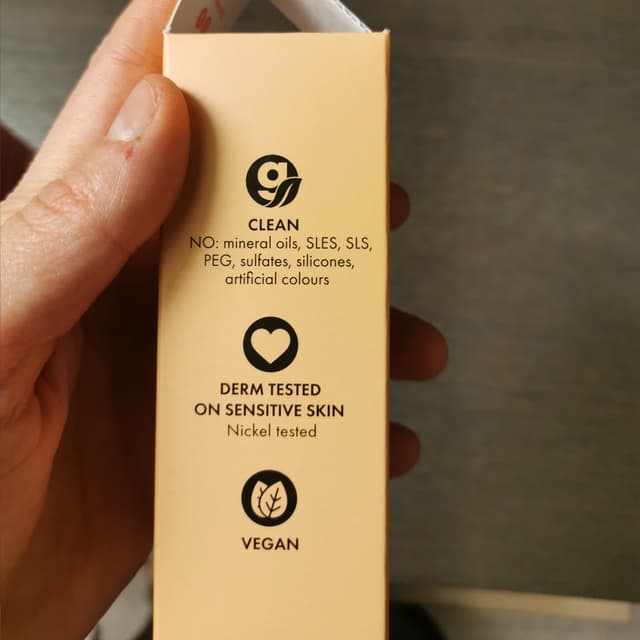 CLEAN
NO: mineral oils, SLES, SLS,
PEG, sulfates, silicones,
artificial colours
DERM TESTED
ON SENSITIVE SKIN
Nickel tested
VEGAN